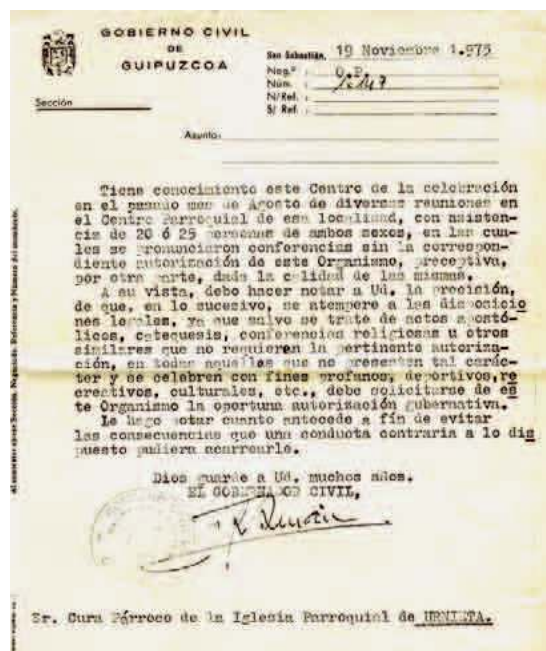 GOBIERNO CIVIL
DE
GUIPUZCOA
San Sebastián, 19 Noviembre 1.975
Neg.º : O.P.
Núm. :
N/Ref. :
S/ Ref. :
Sección
Asunto:
Tiene conocimiento este Centro de la celebración
en el pasado mes de Agosto de diversas reuniones en
el Centro Parroquial de esa localidad, con asisten-
cia de 20 ó 25 personas de ambos sexos, en las cua-
les se pronunciaron conferencias sin la correspon-
diente autorización de este Organismo, preceptiva,
por otra parte, dada la calidad de las mismas.
A su vista, debo hacer notar a Ud. la precisión,
de que, en lo sucesivo, se atempere a las disposicio
nes legales, ya que salvo se trate de actos apostó-
licos, catequesis, conferencias religiosas u otros
similares que no requieren la pertinente autoriza-
ción, en todas aquellas que no presenten tal carác-
ter y se celebren con fines profanos, deportivos, re
creativos, culturales, etc., debe solicitarse de es
te Organismo la oportuna autorización gubernativa.
Le hago notar cuanto antecede a fin de evitar
las consecuencias que una conducta contraria a lo dis
puesto pudiera acarrearle.
Dios guarde a Ud. muchos años.
EL GOBERNADOR CIVIL,
Sr. Cura Párroco de la Iglesia Parroquial de URNIETA.